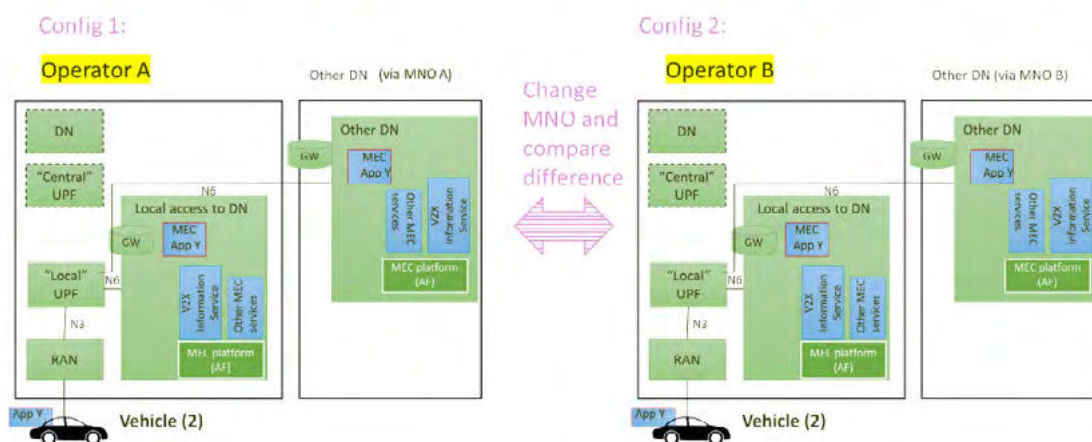 Config 1:
Operator A
Other DN (via MNO A)
DN
"Central"
UPF
N6
Local access to DN
GW
MEC
App Y
"Local"
UPF
N6
V2X
Information
Service
Other MEC
services
MEC platform
(AF)
N3
RAN
App Y
Vehicle (2)
Other DN
GW
MEC
App Y
Other MEC
services
V2X
Information
Service
MEC platform
(AF)
Change
MNO and
compare
difference
Config 2:
Operator B
Other DN (via MNO B)
DN
"Central"
UPF
N6
Local access to DN
GW
MEC
App Y
"Local"
UPF
N6
V2X
Information
Service
Other MEC
services
MEC platform
(AF)
N3
RAN
App Y
Vehicle (2)
Other DN
GW
MEC
App Y
Other MEC
services
V2X
Information
Service
MEC platform
(AF)